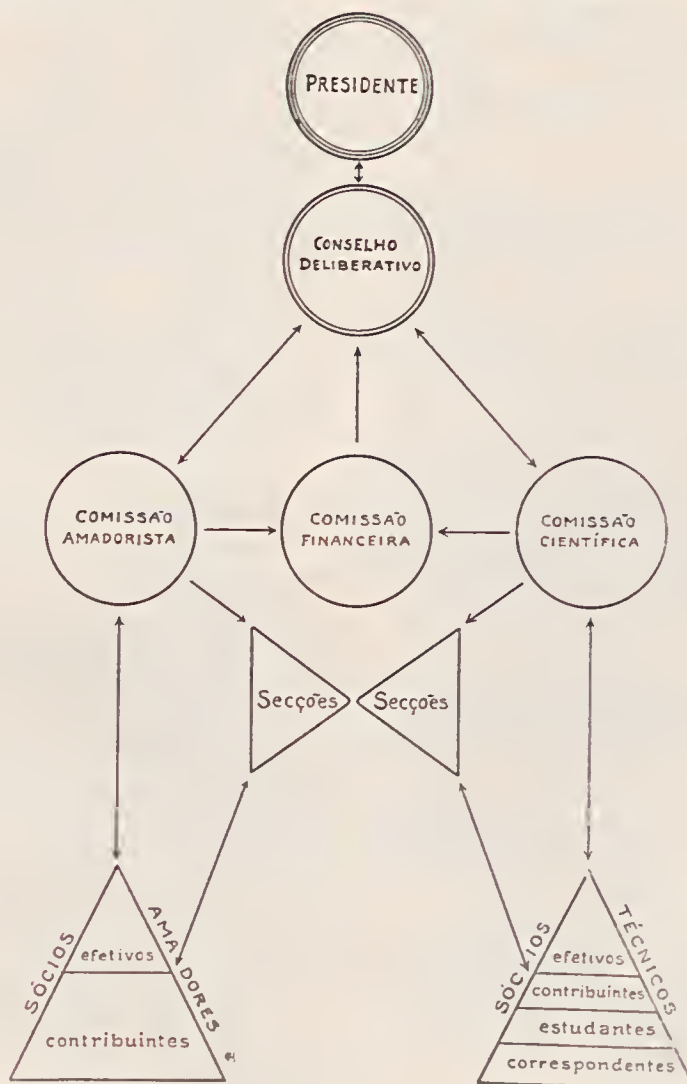 PRESIDENTE
CONSELHO
DELIBERATIVO
COMISSÃO
AMADORISTA
COMISSÃO
FINANCEIRA
COMISSÃO
CIENTÍFICA
Secções
Secções
SÓCIOS
AMADORES
efetivos
contribuintes
SÓCIOS
TÉCNICOS
efetivos
contribuintes
estudantes
correspondentes